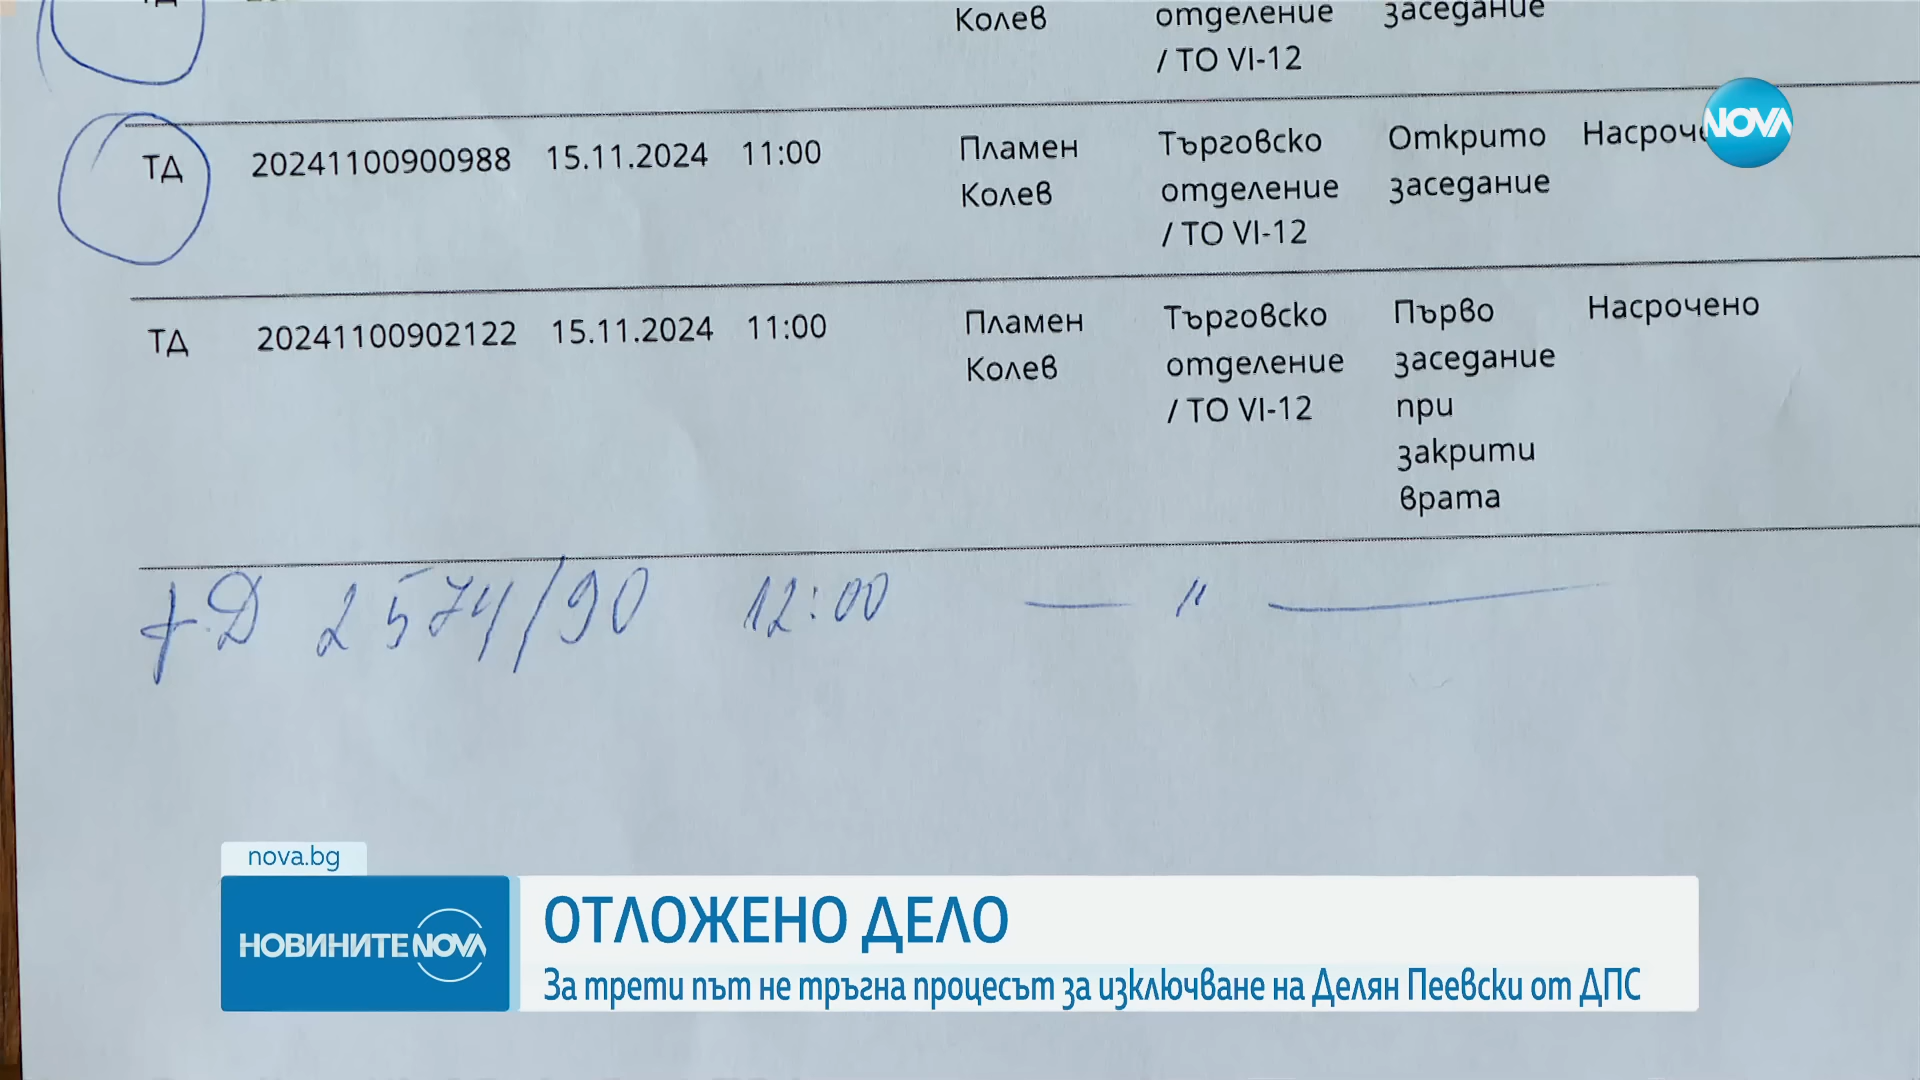 Колев отделение заседание
/ ТО VI-12
ТД 20241100900988 15.11.2024 11:00 Пламен Търговско Открито Насроче
Колев отделение заседание
/ ТО VI-12
NOVA
ТД 20241100902122 15.11.2024 11:00 Пламен Търговско Първо Насрочено
Колев отделение заседание
/ ТО VI-12 при
закрити
врата
т.Д 2574/90 12:00 — " —
nova.bg
НОВИНИТЕ NOVA
ОТЛОЖЕНО ДЕЛО
За трети път не тръгна процесът за изключване на Делян Пеевски от ДПС